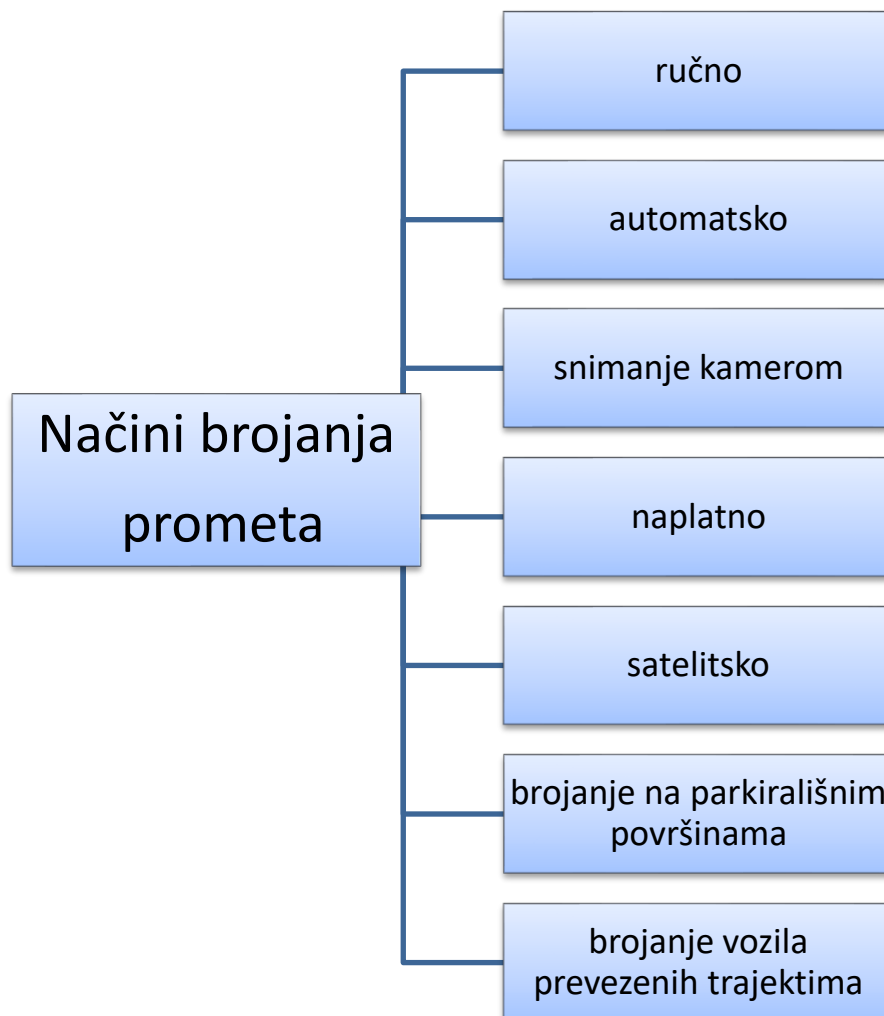 Načini brojanja
prometa
ručno
automatsko
snimanje kamerom
naplatno
satelitsko
brojanje na parkirališnim
površinama
brojanje vozila
prevezenih trajektima